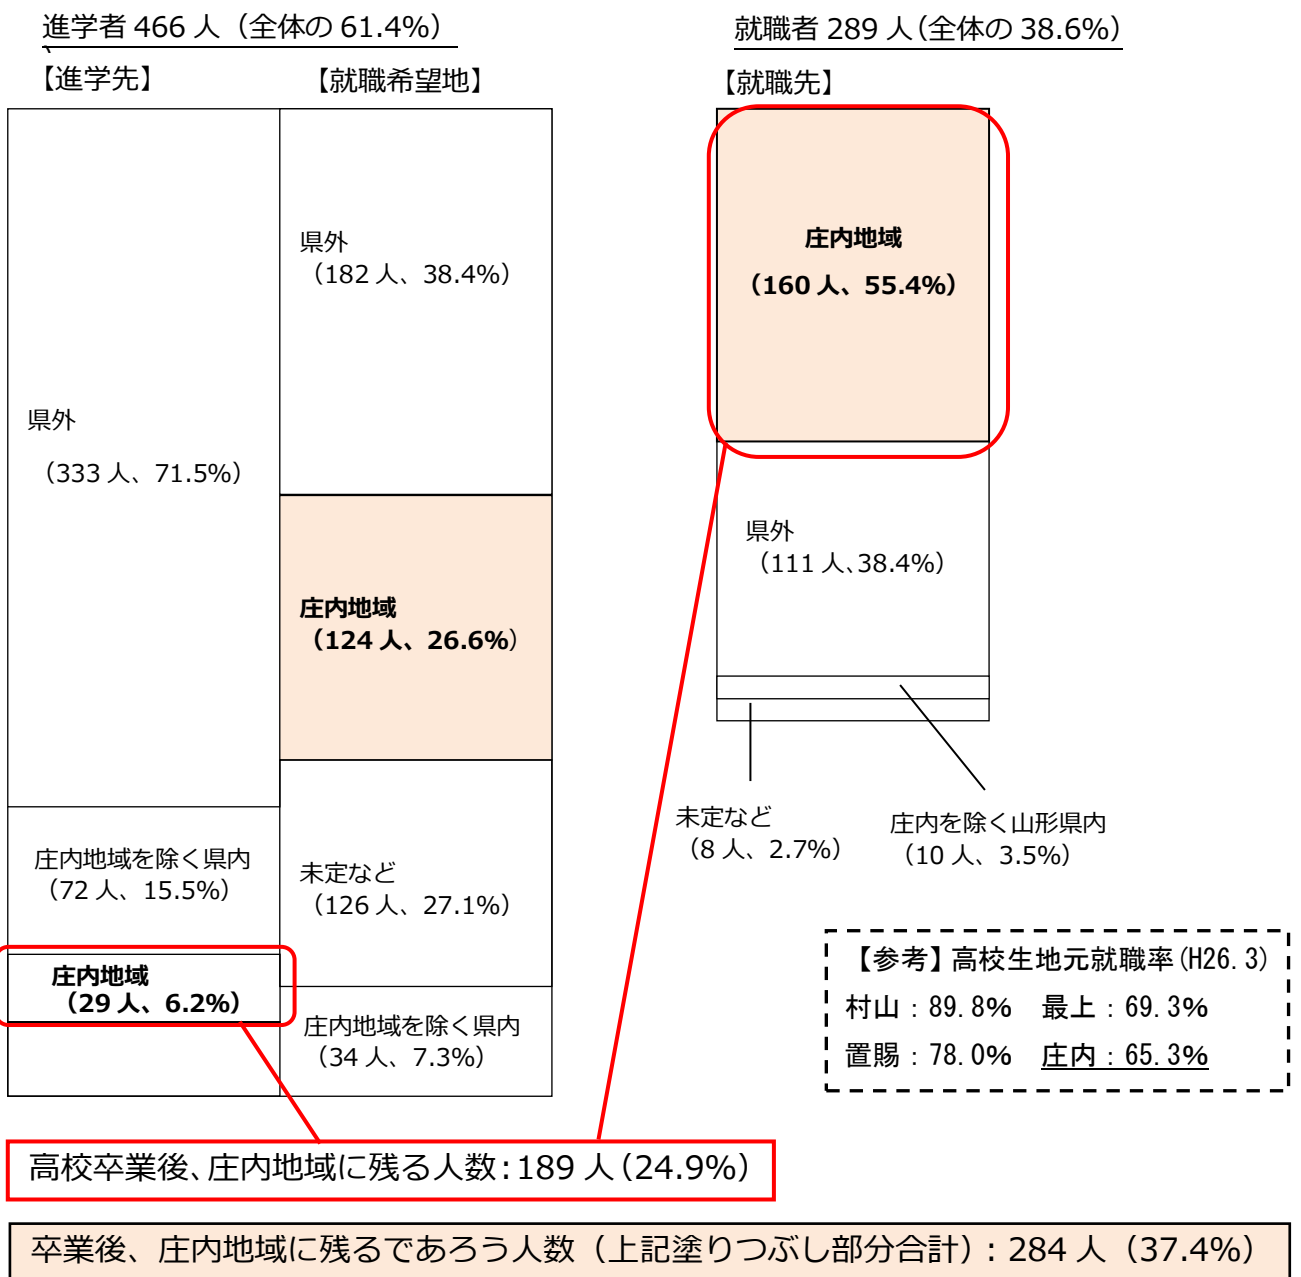 進学者 466 人（全体の 61.4%）
【進学先】
【就職希望地】
県外
（333 人、71.5%）
庄内地域を除く県内
（72 人、15.5%）
庄内地域
（29 人、6.2%）
県外
（182 人、38.4%）
庄内地域
（124 人、26.6%）
未定など
（126 人、27.1%）
庄内地域を除く県内
（34 人、7.3%）
就職者 289 人（全体の 38.6%）
【就職先】
庄内地域
（160 人、55.4%）
県外
（111 人、38.4%）
未定など
（8 人、2.7%）
庄内を除く山形県内
（10 人、3.5%）
【参考】高校生地元就職率(H26.3)
村山：89.8%　最上：69.3%
置賜：78.0%　庄内：65.3%
高校卒業後、庄内地域に残る人数：189 人（24.9%）
卒業後、庄内地域に残るであろう人数（上記塗りつぶし部分合計）：284 人（37.4%）